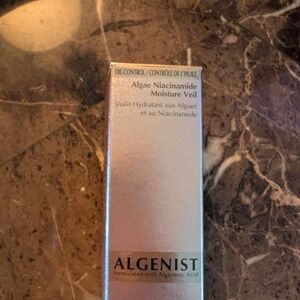 OIL-CONTROL / CONTRÔLE DE L'HUILE
Algae Niacinamide
Moisture Veil
Voile Hydratant aux Algues
et au Niacinamide
ALGENIST
formulated with Alguronic Acid